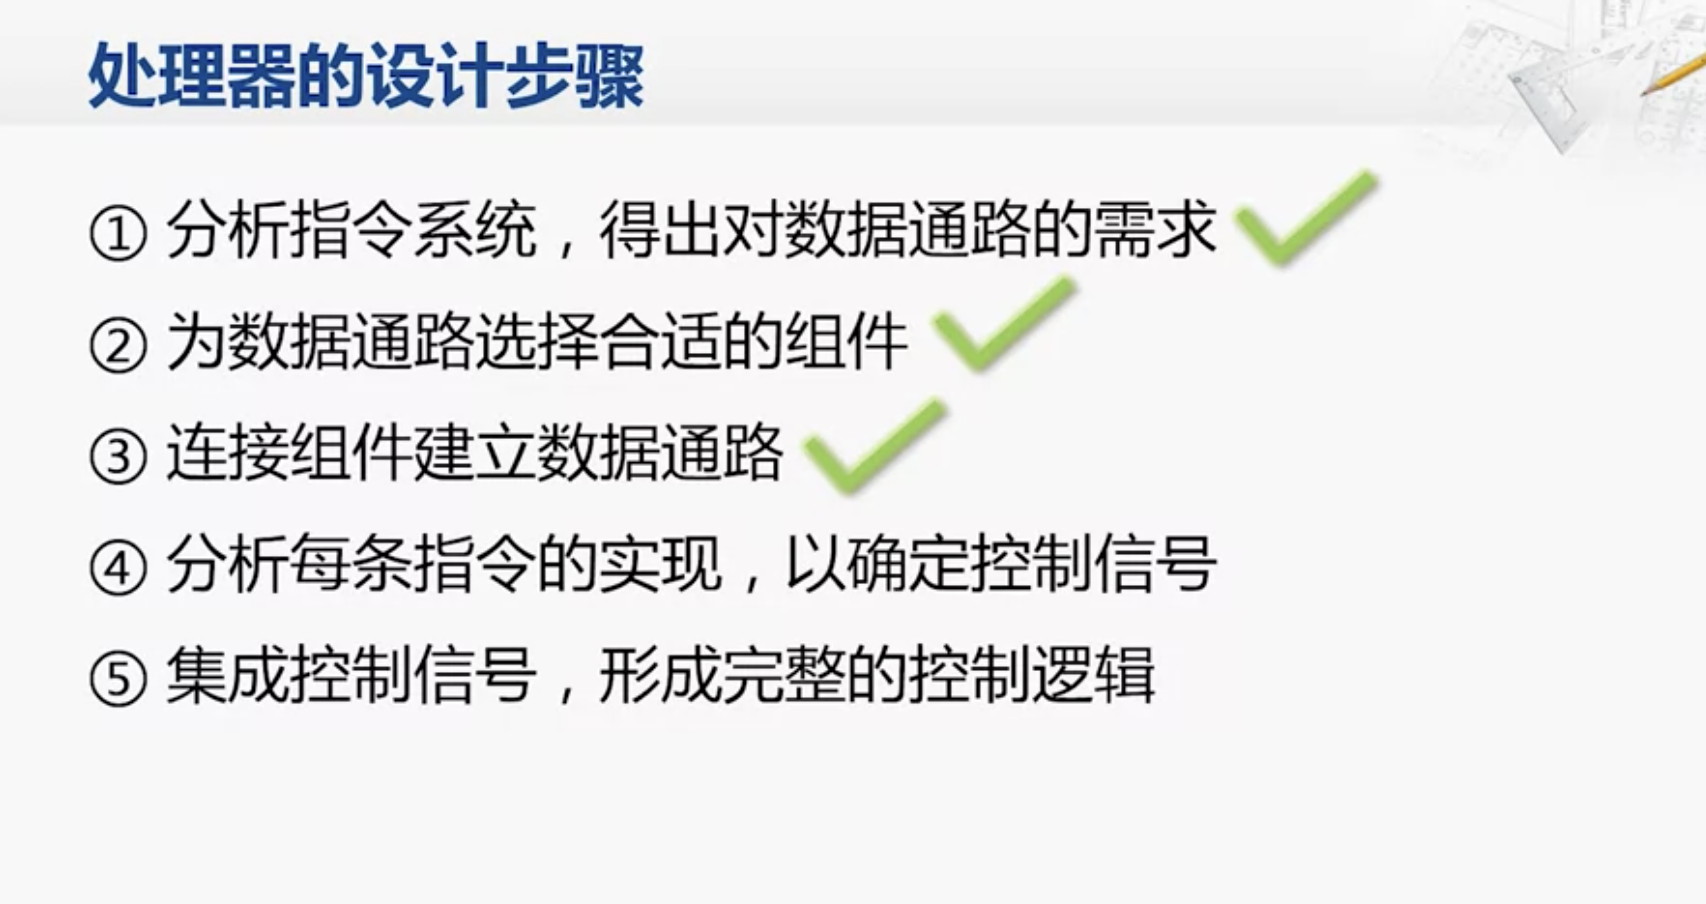 处理器的设计步骤
① 分析指令系统，得出对数据通路的需求
② 为数据通路选择合适的组件
③ 连接组件建立数据通路
④ 分析每条指令的实现，以确定控制信号
⑤ 集成控制信号，形成完整的控制逻辑